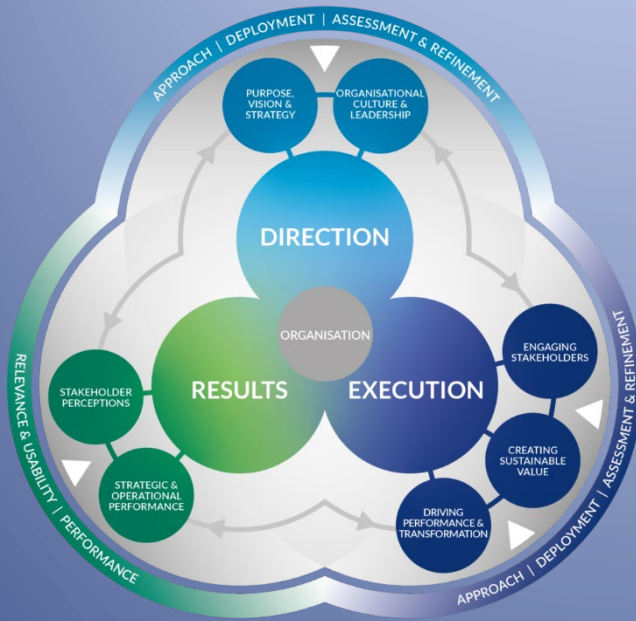 APPROACH | DEPLOYMENT | ASSESSMENT & REFINEMENT
PURPOSE,
VISION &
STRATEGY
ORGANISATIONAL
CULTURE &
LEADERSHIP
DIRECTION
ORGANISATION
RESULTS
EXECUTION
STAKEHOLDER
PERCEPTIONS
STRATEGIC &
OPERATIONAL
PERFORMANCE
ENGAGING
STAKEHOLDERS
CREATING
SUSTAINABLE
VALUE
DRIVING
PERFORMANCE &
TRANSFORMATION
RELEVANCE & USABILITY | PERFORMANCE
APPROACH | DEPLOYMENT | ASSESSMENT & REFINEMENT